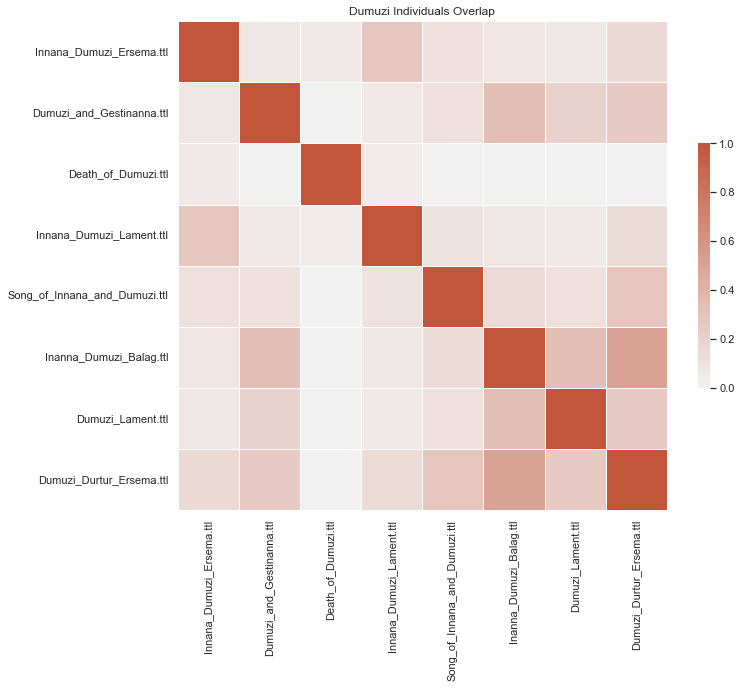 Dumuzi Individuals Overlap
Innana_Dumuzi_Ersema.ttl
Dumuzi_and_Gestinanna.ttl
Death_of_Dumuzi.ttl
Innana_Dumuzi_Lament.ttl
Song_of_Innana_and_Dumuzi.ttl
Inanna_Dumuzi_Balag.ttl
Dumuzi_Lament.ttl
Dumuzi_Durtur_Ersema.ttl
Innana_Dumuzi_Ersema.ttl
Dumuzi_and_Gestinanna.ttl
Death_of_Dumuzi.ttl
Innana_Dumuzi_Lament.ttl
Song_of_Innana_and_Dumuzi.ttl
Inanna_Dumuzi_Balag.ttl
Dumuzi_Lament.ttl
Dumuzi_Durtur_Ersema.ttl
1.0
0.8
0.6
0.4
0.2
0.0